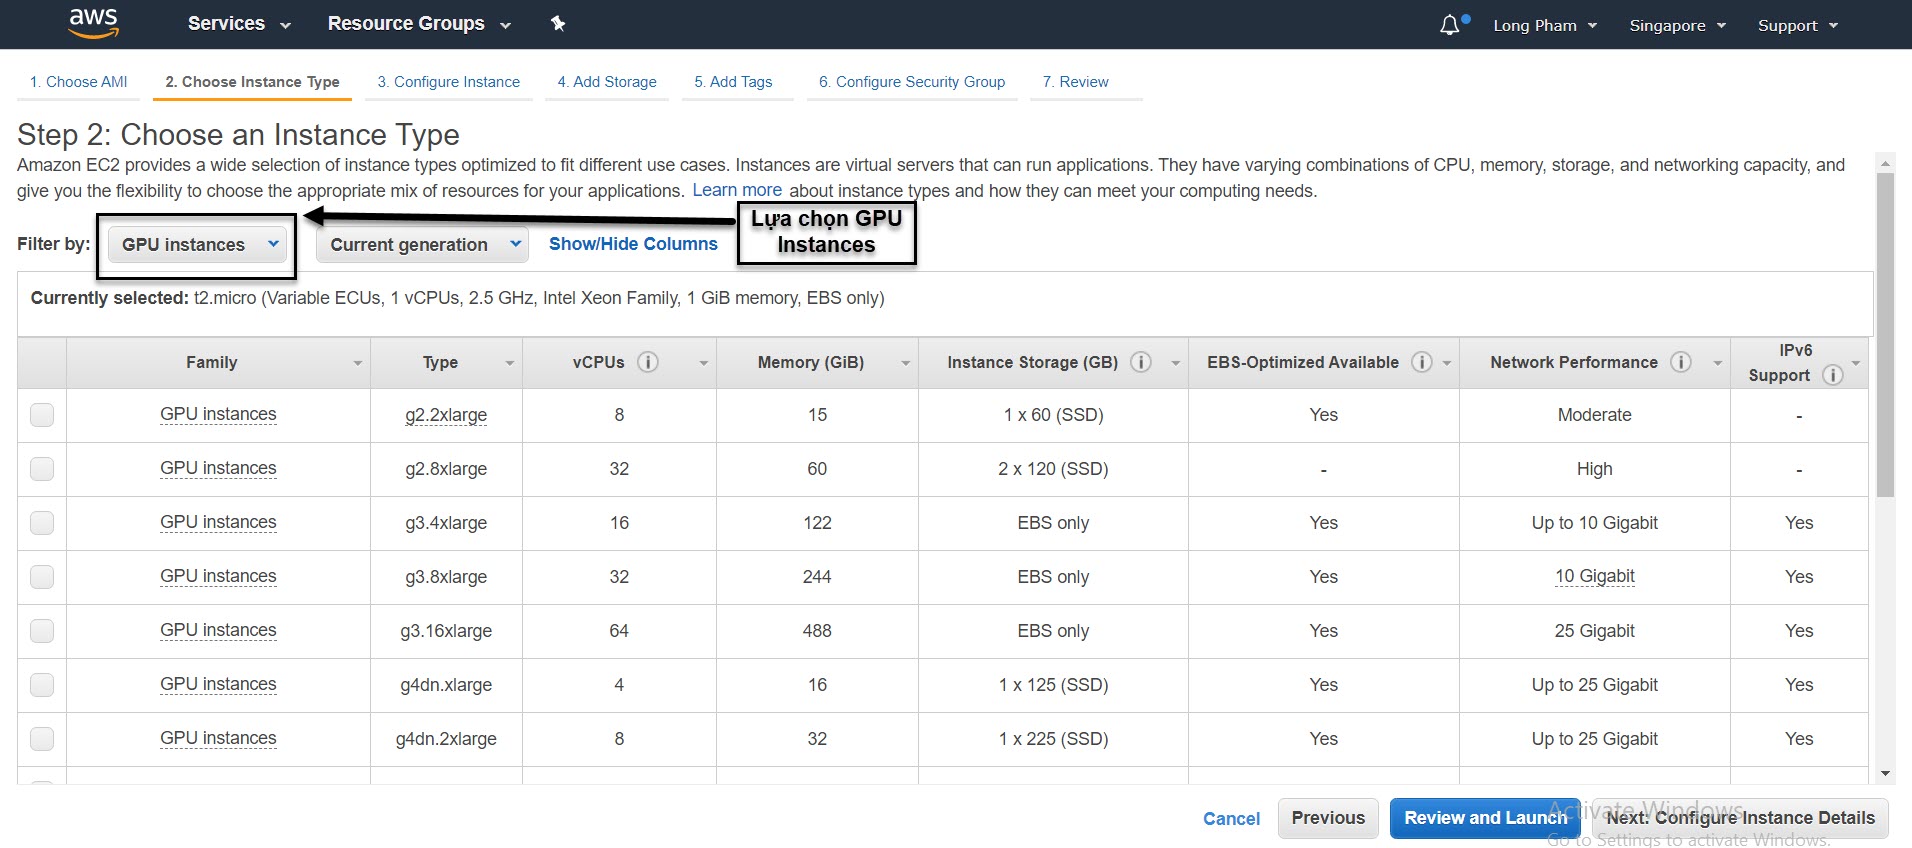 aws Services Resource Groups Long Pham Singapore Support
1. Choose AMI 2. Choose Instance Type 3. Configure Instance 4. Add Storage 5. Add Tags 6. Configure Security Group 7. Review
Step 2: Choose an Instance Type
Amazon EC2 provides a wide selection of instance types optimized to fit different use cases. Instances are virtual servers that can run applications. They have varying combinations of CPU, memory, storage, and networking capacity, and
give you the flexibility to choose the appropriate mix of resources for your applications. Learn more about instance types and how they can meet your computing needs.
Lựa chọn GPU
Instances
Filter by: GPU instances Current generation Show/Hide Columns
Currently selected: t2.micro (Variable ECUs, 1 vCPUs, 2.5 GHz, Intel Xeon Family, 1 GiB memory, EBS only)
Family Type vCPUs Memory (GiB) Instance Storage (GB) EBS-Optimized Available Network Performance IPv6 Support
GPU instances g2.2xlarge 8 15 1 x 60 (SSD) Yes Moderate -
GPU instances g2.8xlarge 32 60 2 x 120 (SSD) - High -
GPU instances g3.4xlarge 16 122 EBS only Yes Up to 10 Gigabit Yes
GPU instances g3.8xlarge 32 244 EBS only Yes 10 Gigabit Yes
GPU instances g3.16xlarge 64 488 EBS only Yes 25 Gigabit Yes
GPU instances g4dn.xlarge 4 16 1 x 125 (SSD) Yes Up to 25 Gigabit Yes
GPU instances g4dn.2xlarge 8 32 1 x 225 (SSD) Yes Up to 25 Gigabit Yes
Cancel Previous Review and Launch Next: Configure Instance Details
Activate Windows
Go to Settings to activate Windows.